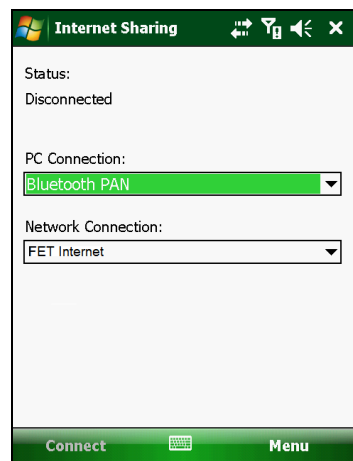 Internet Sharing
Status:
Disconnected
PC Connection:
Bluetooth PAN
Network Connection:
FET Internet
Connect
Menu